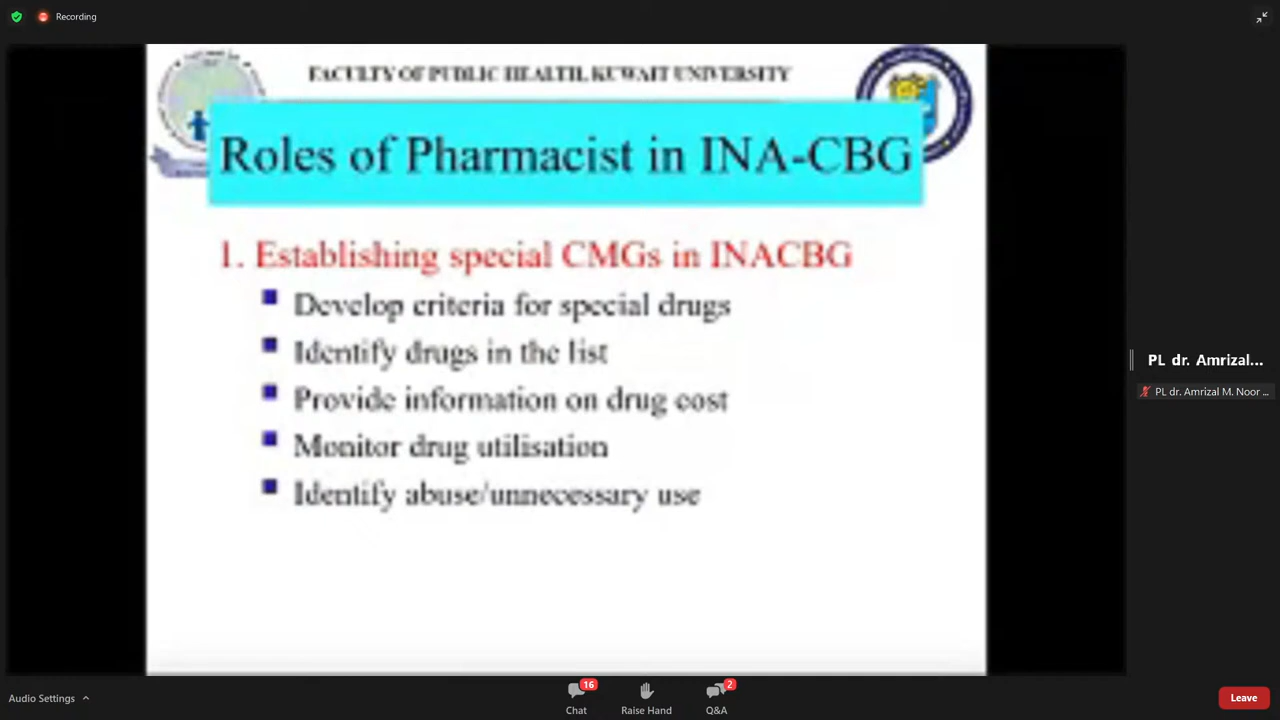 Recording
FACULTY OF PUBLIC HEALTH, KUWAIT UNIVERSITY
Roles of Pharmacist in INA-CBG
1. Establishing special CMGs in INACBG
Develop criteria for special drugs
Identify drugs in the list
Provide information on drug cost
Monitor drug utilisation
Identify abuse/unnecessary use
PL dr. Amrizal...
PL dr. Amrizal M. Noor ...
Audio Settings
16
Chat
Raise Hand
2
Q&A
Leave